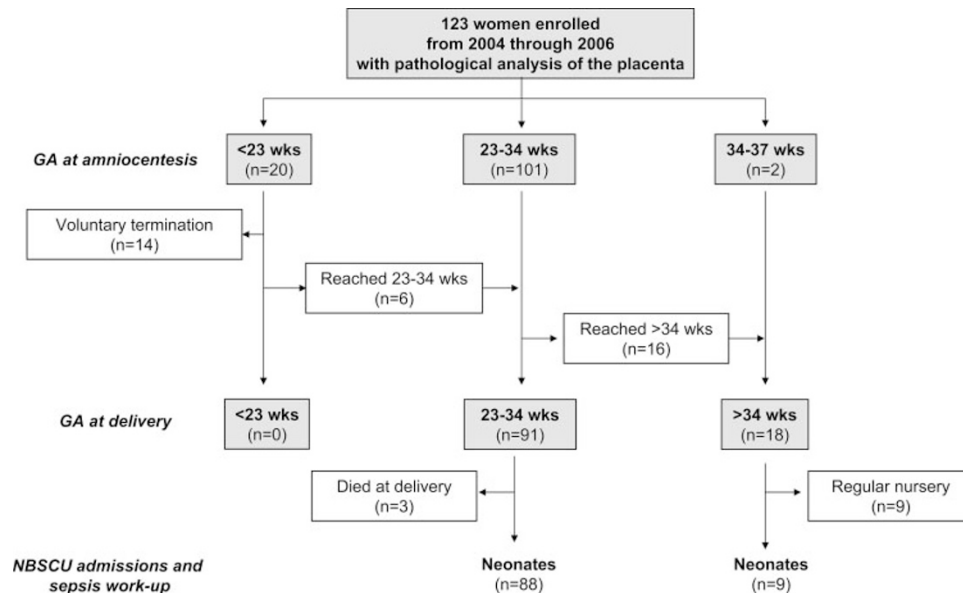 123 women enrolled
from 2004 through 2006
with pathological analysis of the placenta
GA at amniocentesis
<23 wks
(n=20)
23-34 wks
(n=101)
34-37 wks
(n=2)
Voluntary termination
(n=14)
Reached 23-34 wks
(n=6)
Reached >34 wks
(n=16)
GA at delivery
<23 wks
(n=0)
23-34 wks
(n=91)
>34 wks
(n=18)
Died at delivery
(n=3)
Regular nursery
(n=9)
NBSCU admissions and
sepsis work-up
Neonates
(n=88)
Neonates
(n=9)